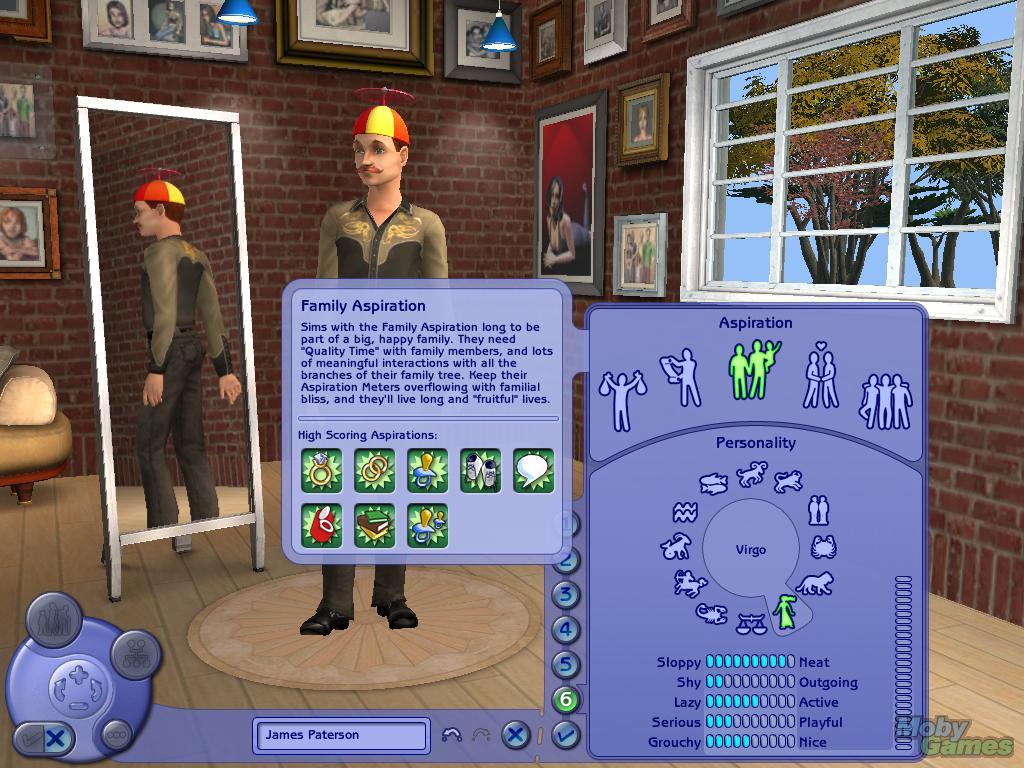 Family Aspiration
Sims with the Family Aspiration long to be
part of a big, happy family. They need
"Quality Time" with family members, and lots
of meaningful interactions with all the
branches of their family tree. Keep their
Aspiration Meters overflowing with familial
bliss, and they'll live long and "fruitful" lives.
High Scoring Aspirations:
Aspiration
Personality
Virgo
1
2
3
4
5
6
Sloppy Neat
Shy Outgoing
Lazy Active
Serious Playful
Grouchy Nice
James Paterson
Moby
Games